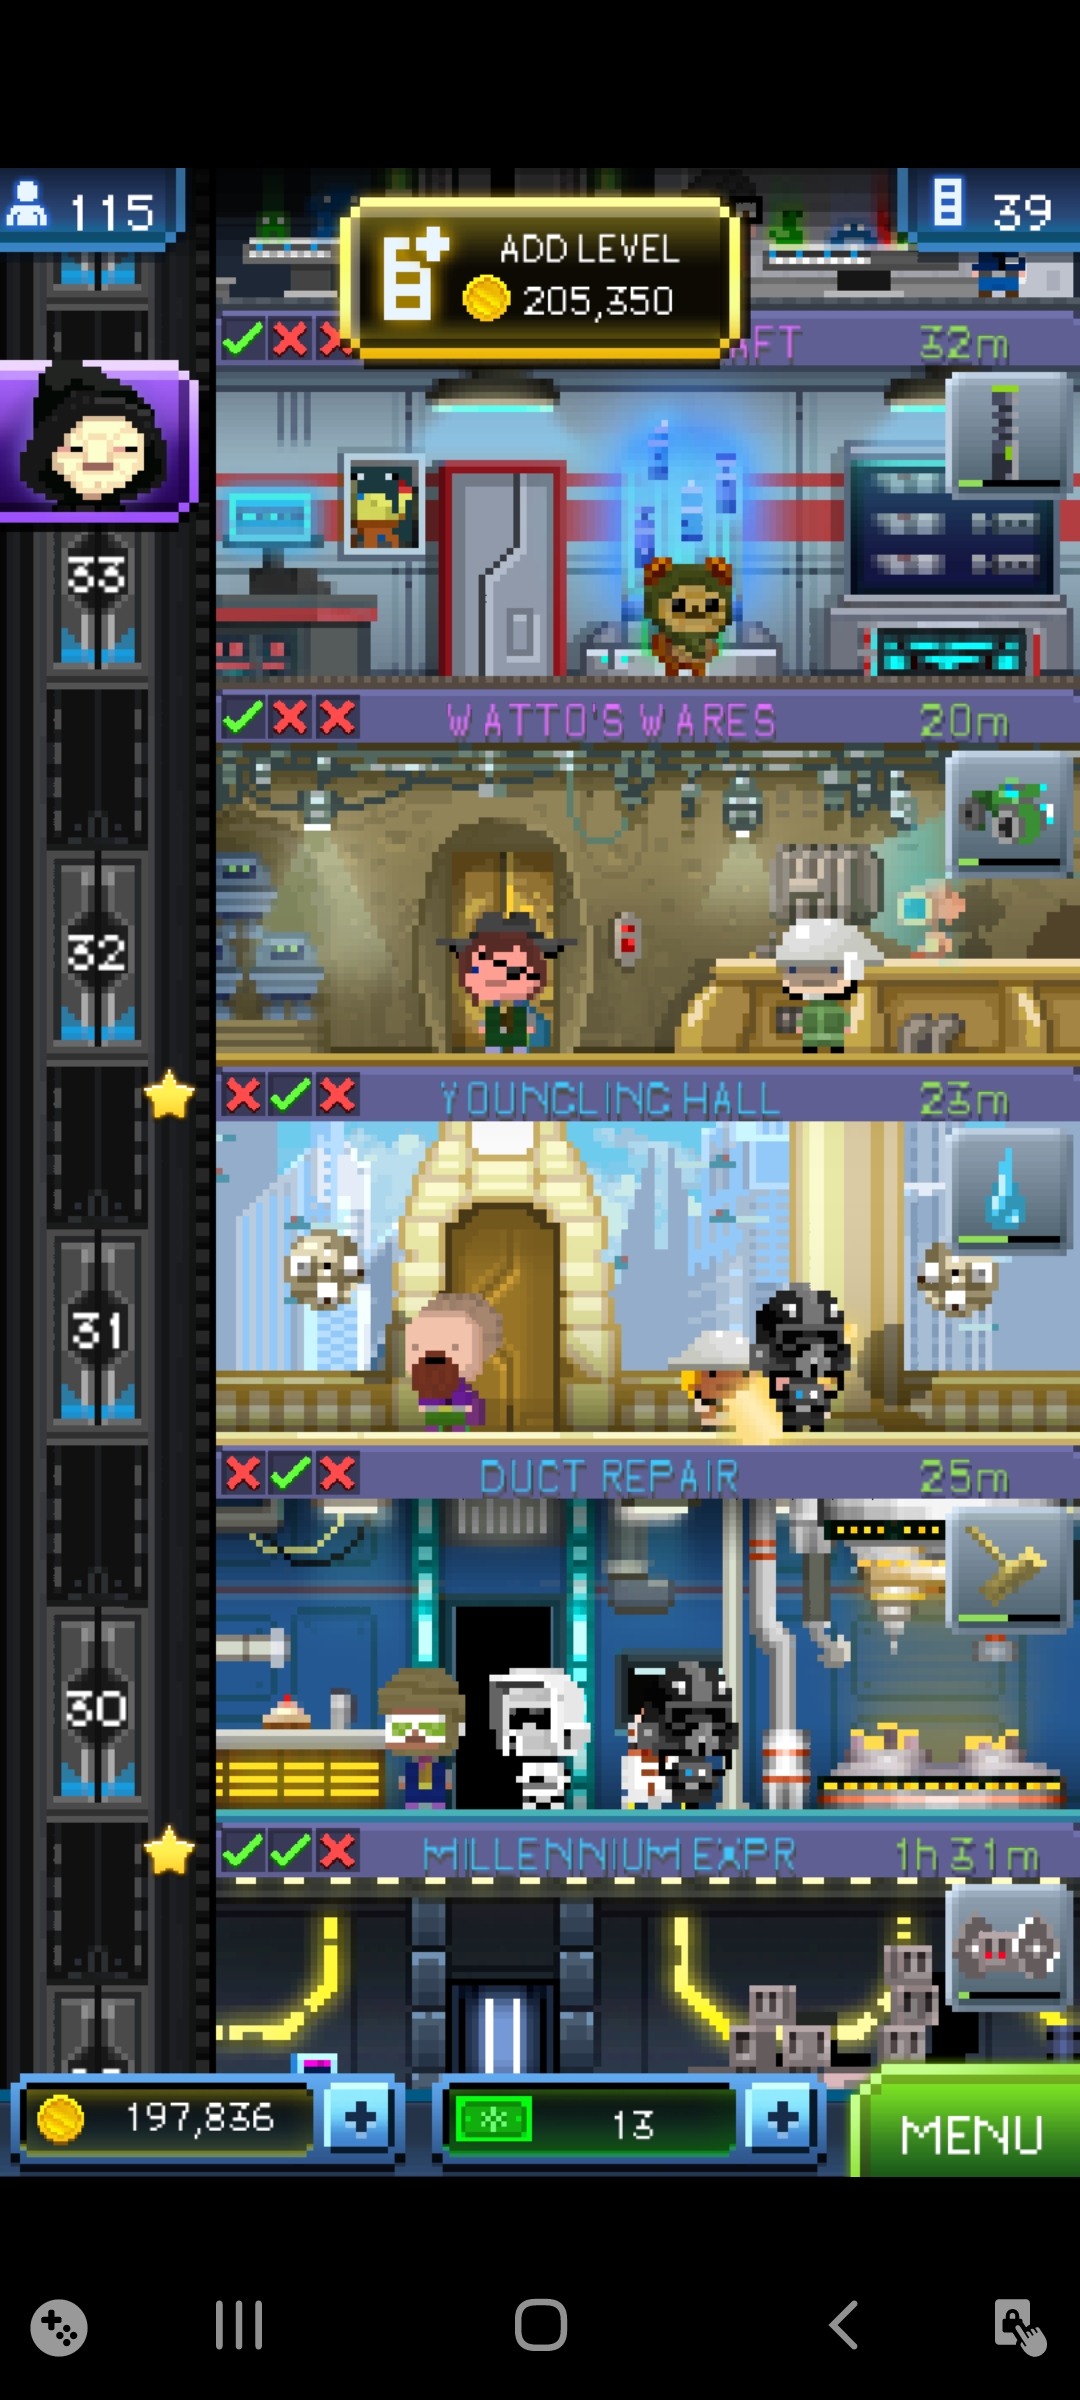 115
39
ADD LEVEL
205,350
32m
33
WATTO'S WARES
20m
32
YOUNGLING HALL
23m
31
DUCT REPAIR
25m
30
MILLENNIUM EXPR
1h 31m
197,836
13
MENU